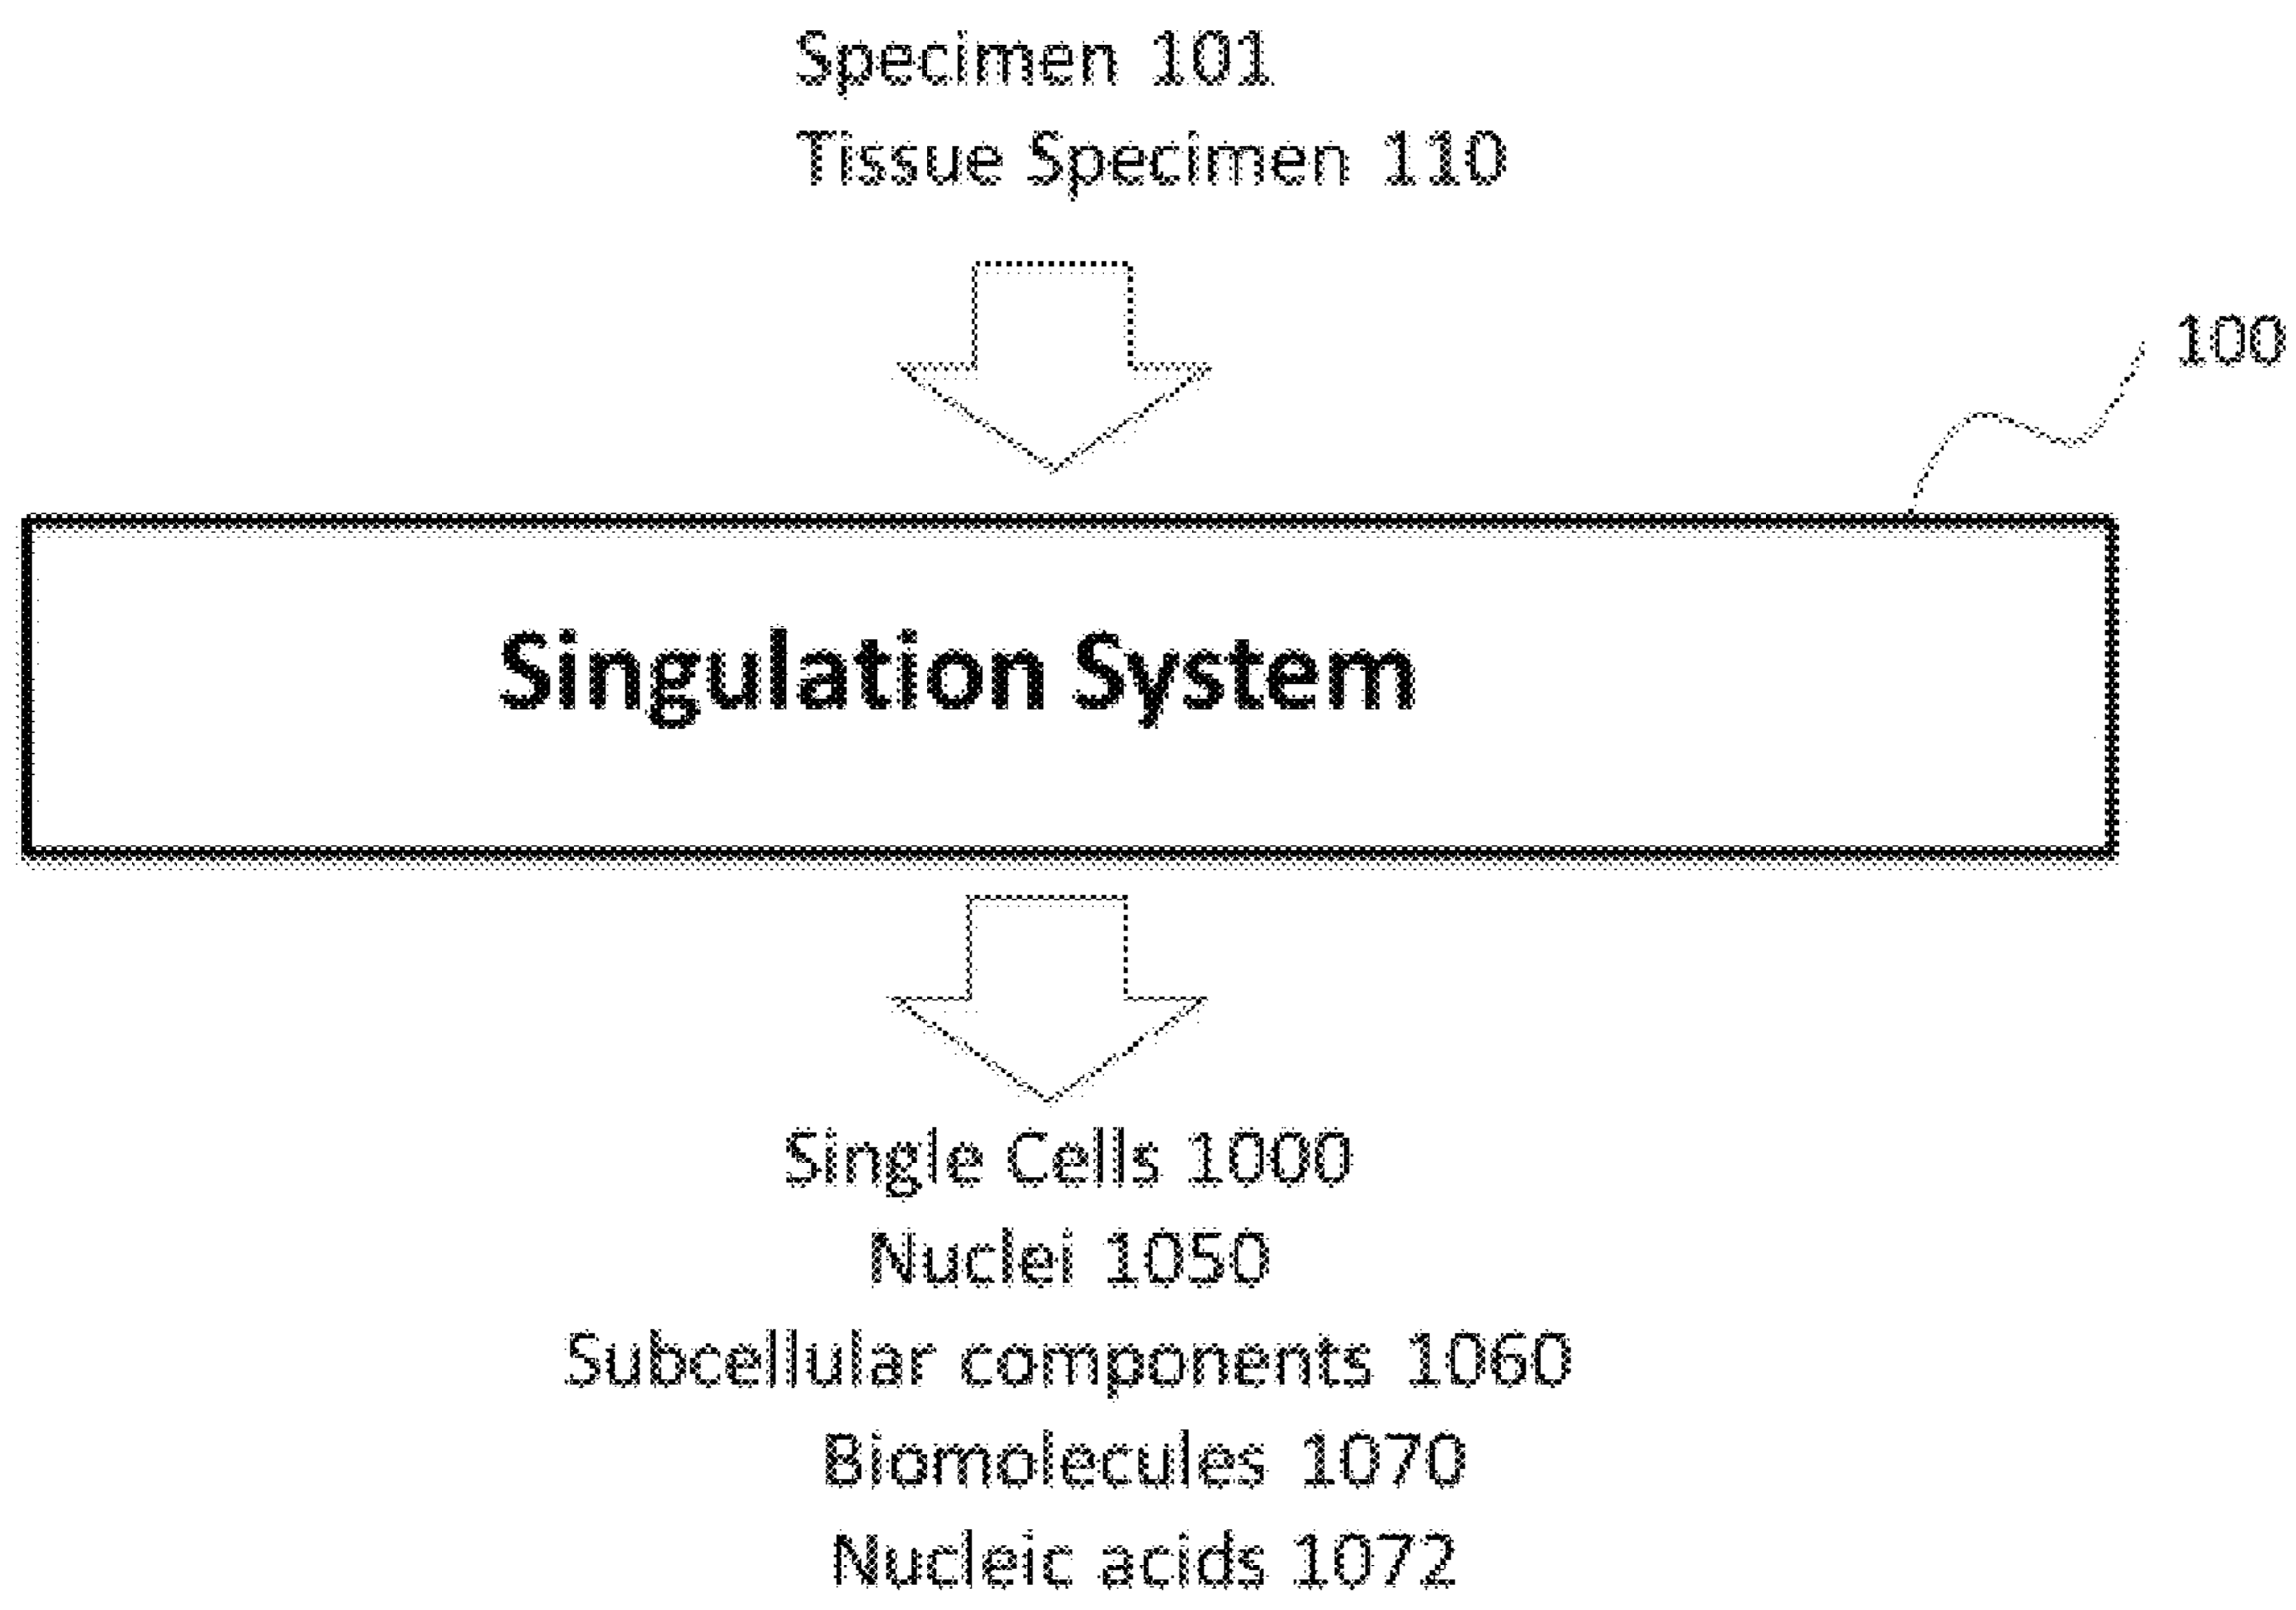 Specimen 101
Tissue Specimen 110
100
Singulation System
Single Cells 1000
Nuclei 1050
Subcellular components 1060
Biomolecules 1070
Nucleic acids 1072